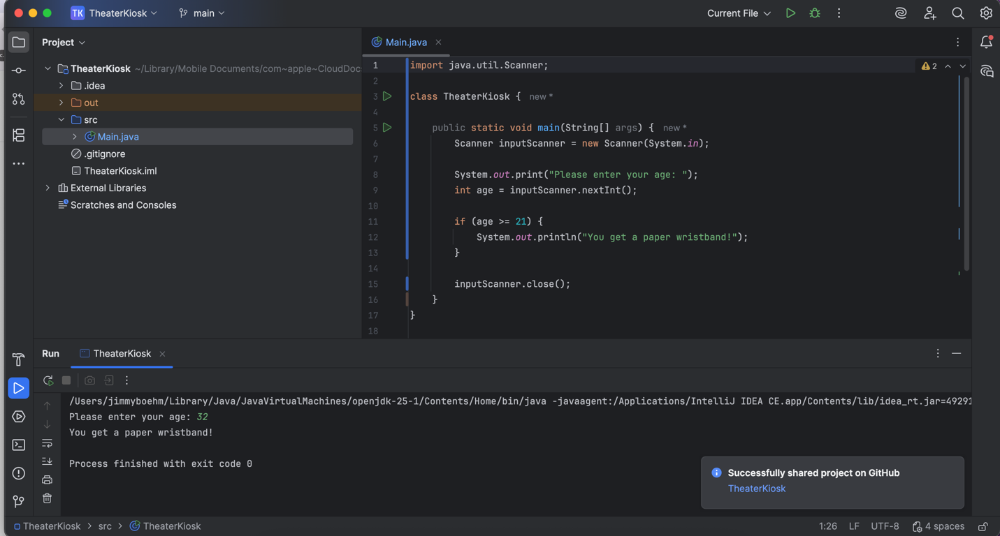 TK TheaterKiosk main Current File
Project
Main.java
TheaterKiosk ~/Library/Mobile Documents/com~apple~CloudDoc
.idea
out
src
Main.java
.gitignore
TheaterKiosk.iml
External Libraries
Scratches and Consoles
1 import java.util.Scanner; 2
2
3 class TheaterKiosk { new *
4
5 public static void main(String[] args) { new *
6 Scanner inputScanner = new Scanner(System.in);
7
8 System.out.print("Please enter your age: ");
9 int age = inputScanner.nextInt();
10
11 if (age >= 21) {
12 System.out.println("You get a paper wristband!");
13 }
14
15 inputScanner.close();
16 }
17 }
18
Run TheaterKiosk
/Users/jimmyboehm/Library/Java/JavaVirtualMachines/openjdk-25-1/Contents/Home/bin/java -javaagent:/Applications/IntelliJ IDEA CE.app/Contents/lib/idea_rt.jar=49291
Please enter your age: 32
You get a paper wristband!
Process finished with exit code 0
Successfully shared project on GitHub
TheaterKiosk
TheaterKiosk > src > TheaterKiosk 1:26 LF UTF-8 4 spaces